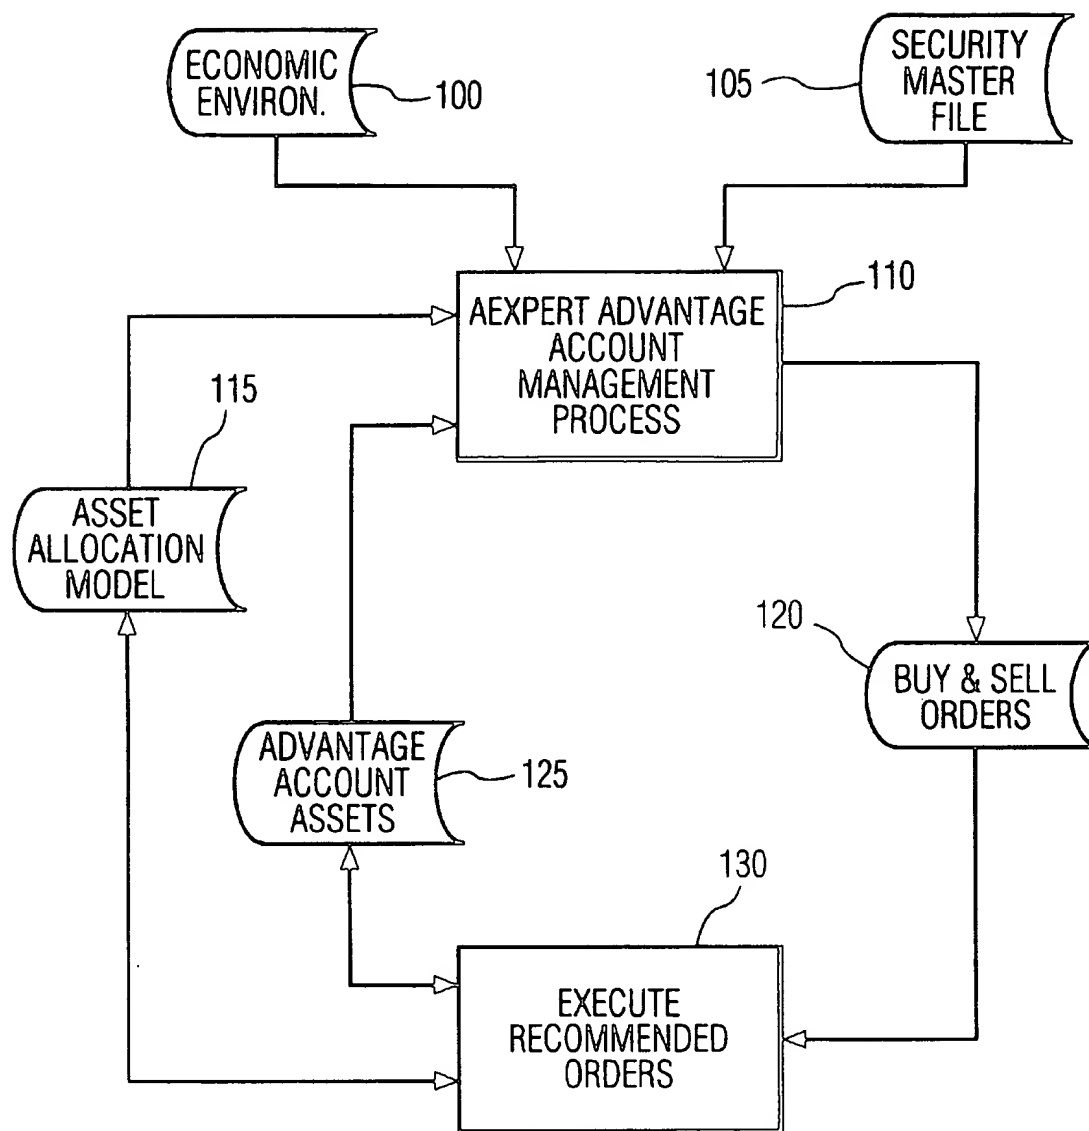 ECONOMIC
ENVIRON.
100
105
SECURITY
MASTER
FILE
AEXPERT ADVANTAGE
ACCOUNT
MANAGEMENT
PROCESS
110
115
ASSET
ALLOCATION
MODEL
120
BUY & SELL
ORDERS
ADVANTAGE
ACCOUNT
ASSETS
125
130
EXECUTE
RECOMMENDED
ORDERS